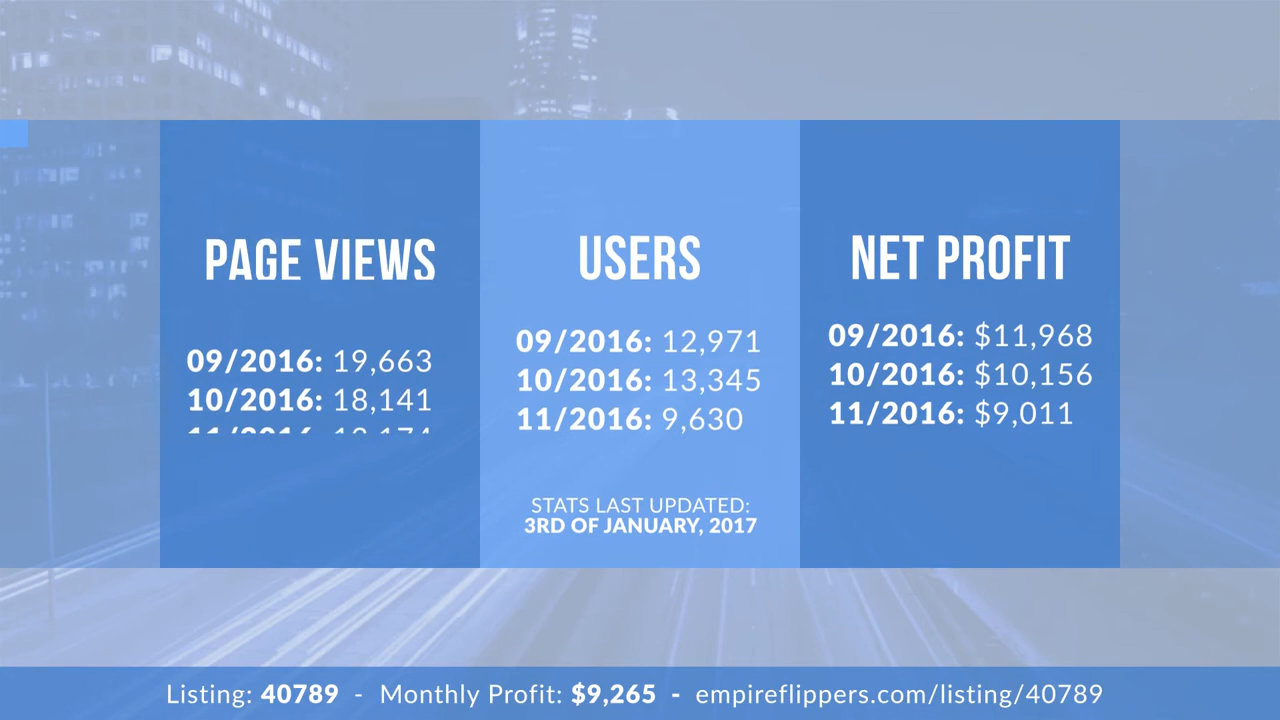 PAGE VIEWS
09/2016: 19,663
10/2016: 18,141
USERS
09/2016: 12,971
10/2016: 13,345
11/2016: 9,630
STATS LAST UPDATED:
3RD OF JANUARY, 2017
NET PROFIT
09/2016: $11,968
10/2016: $10,156
11/2016: $9,011
Listing: 40789 - Monthly Profit: $9,265 - empireflippers.com/listing/40789